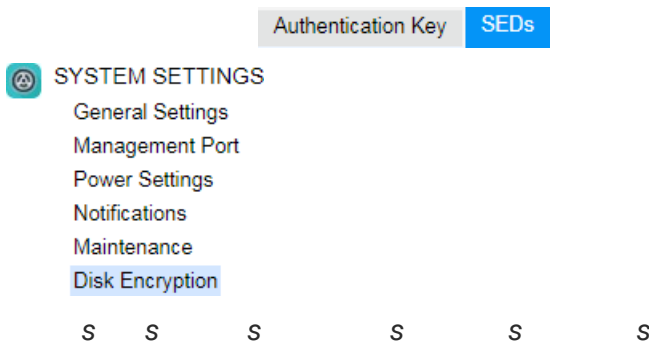 Authentication Key SEDs
SYSTEM SETTINGS
General Settings
Management Port
Power Settings
Notifications
Maintenance
Disk Encryption
s s s s s s